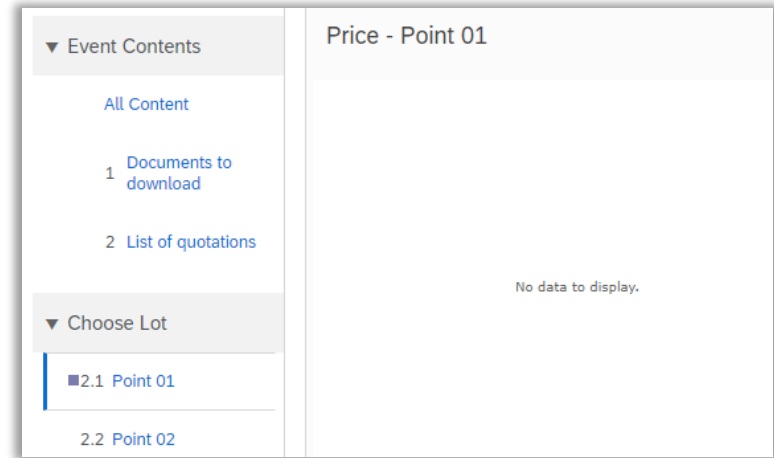 ▼ Event Contents
All Content
1 Documents to
download
2 List of quotations
▼ Choose Lot
2.1 Point 01
2.2 Point 02
Price - Point 01
No data to display.